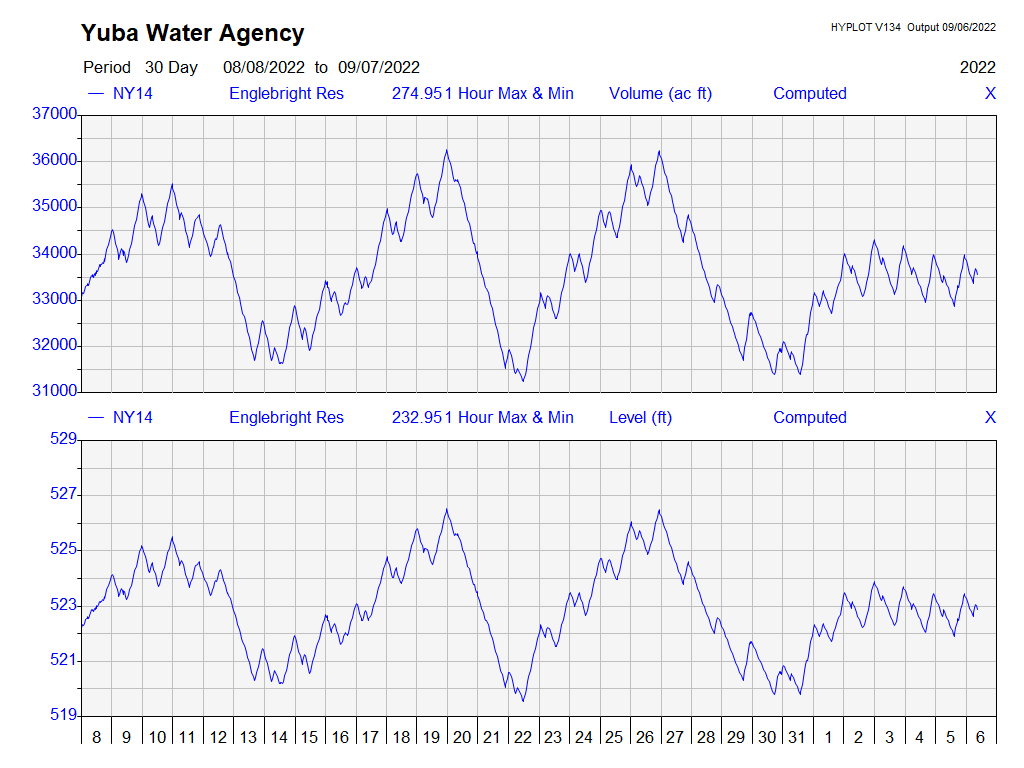 Yuba Water Agency
HYPLOT V134 Output 09/06/2022
Period 30 Day 08/08/2022 to 09/07/2022 2022
NY14 Englebright Res 274.951 Hour Max & Min Volume (ac ft) Computed X
37000
36000
35000
34000
33000
32000
31000
NY14 Englebright Res 232.951 Hour Max & Min Level (ft) Computed X
529
527
525
523
521
519
8 9 10 11 12 13 14 15 16 17 18 19 20 21 22 23 24 25 26 27 28 29 30 31 1 2 3 4 5 6